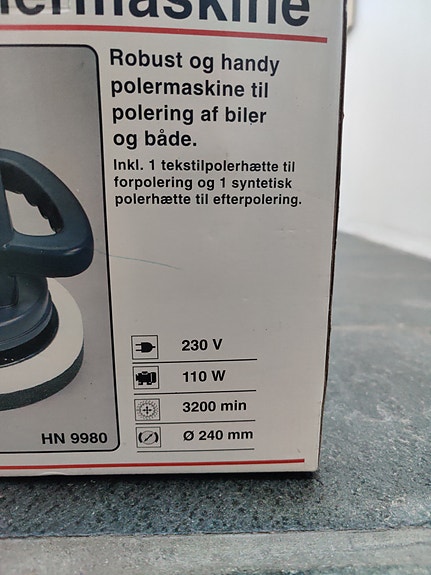 Robust og handy
polermaskine til
polering af biler
og både.
Inkl. 1 tekstilpolerhætte til
forpolering og 1 syntetisk
polerhætte til efterpolering.
230 V
110 W
3200 min
Ø 240 mm
HN 9980